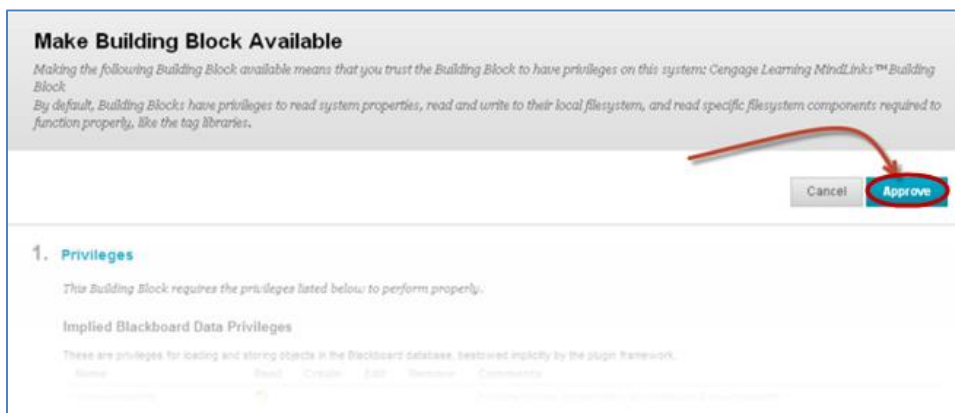 Make Building Block Available
Making the following Building Block available means that you trust the Building Block to have privileges on this system: Cengage Learning MindLinks™ Building
Block
By default, Building Blocks have privileges to read system properties, read and write to their local filesystem, and read specific filesystem components required to
function properly, like the tag libraries.
Cancel Approve
1. Privileges
This Building Block requires the privileges listed below to perform properly.
Implied Blackboard Data Privileges
These are privileges for loading and storing objects in the Blackboard database, bestowed implicitly by the plugin framework.
Name Read Create Edit Remove Comments